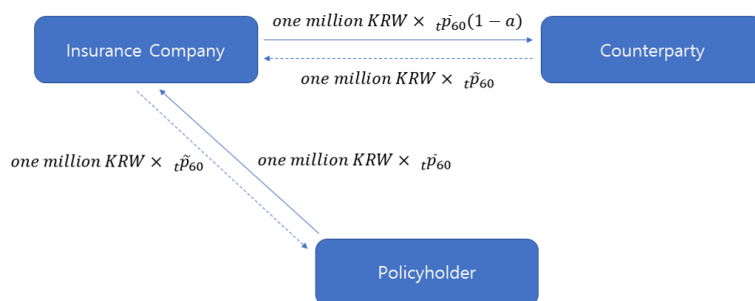 one million KRW × ₜp̄₆₀(1 − a)
Insurance Company
Counterparty
one million KRW × ₜp̃₆₀
one million KRW × ₜp̃₆₀
one million KRW × ₜp̄₆₀
Policyholder